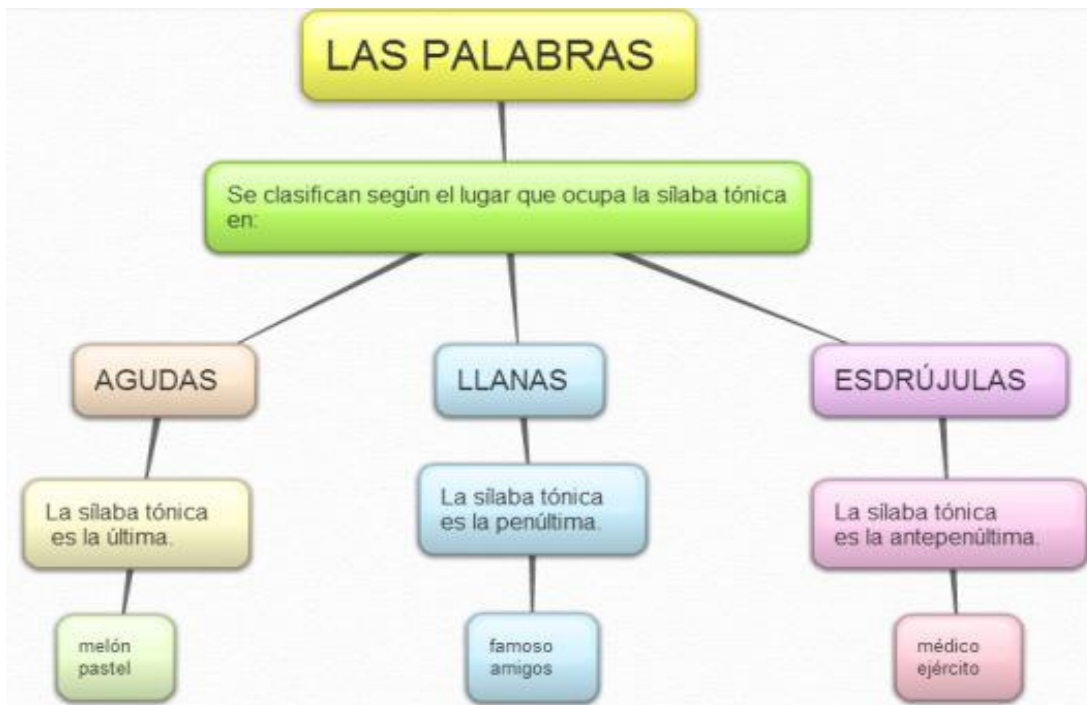 LAS PALABRAS
Se clasifican según el lugar que ocupa la sílaba tónica
en:
AGUDAS
LLANAS
ESDRÚJULAS
La sílaba tónica
es la última.
La sílaba tónica
es la penúltima.
La sílaba tónica
es la antepenúltima.
melón
pastel
famoso
amigos
médico
ejército